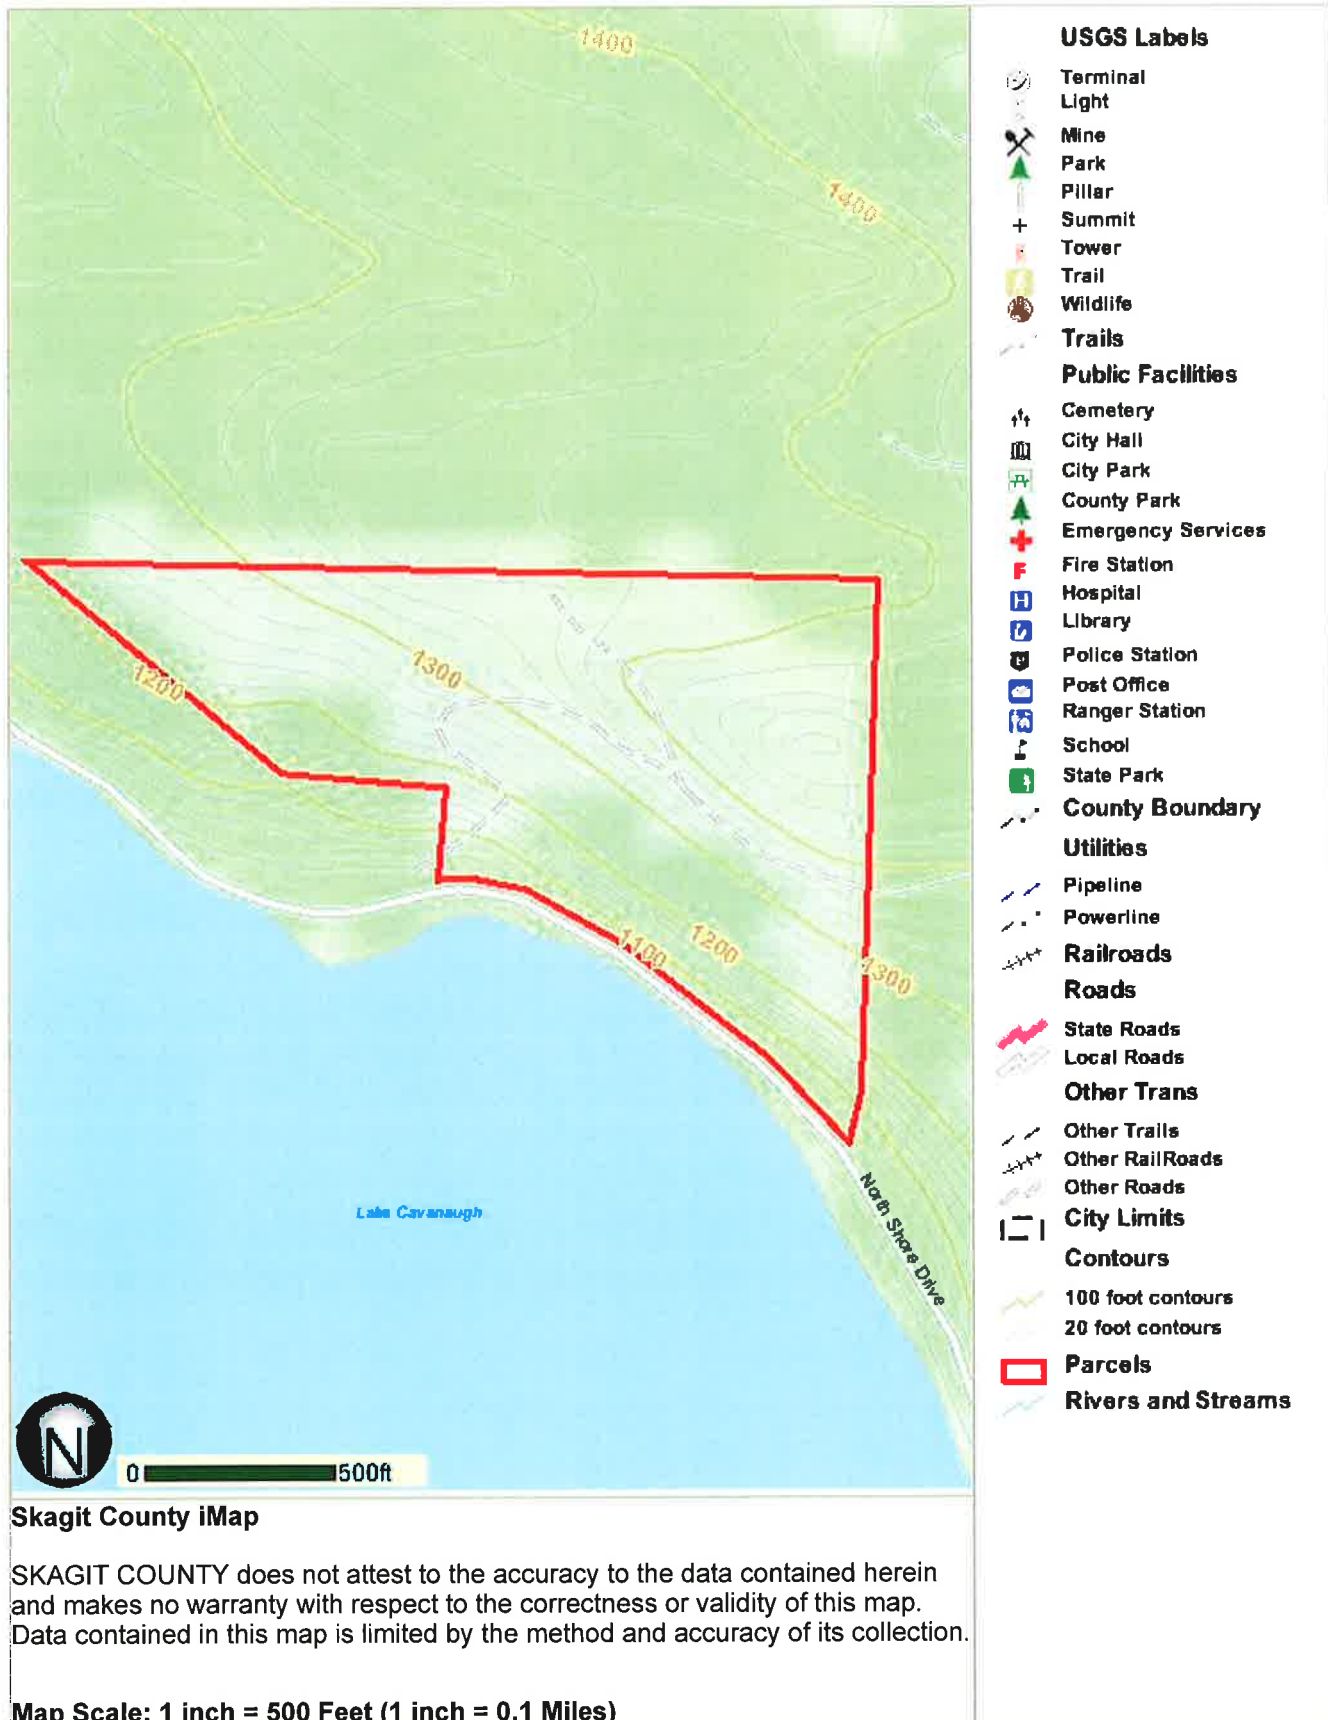 1400
1400
1300
1200
1200
1100
1300
Lake Cavanaugh
North Shore Drive
N
0 500ft
USGS Labels
Terminal
Light
Mine
Park
Pillar
Summit
Tower
Trail
Wildlife
Trails
Public Facilities
Cemetery
City Hall
City Park
County Park
Emergency Services
F Fire Station
H Hospital
Library
Police Station
Post Office
Ranger Station
School
State Park
County Boundary
Utilities
Pipeline
Powerline
Railroads
Roads
State Roads
Local Roads
Other Trans
Other Trails
Other RailRoads
Other Roads
City Limits
Contours
100 foot contours
20 foot contours
Parcels
Rivers and Streams
Skagit County iMap
SKAGIT COUNTY does not attest to the accuracy to the data contained herein
and makes no warranty with respect to the correctness or validity of this map.
Data contained in this map is limited by the method and accuracy of its collection.
Map Scale: 1 inch = 500 Feet (1 inch = 0.1 Miles)